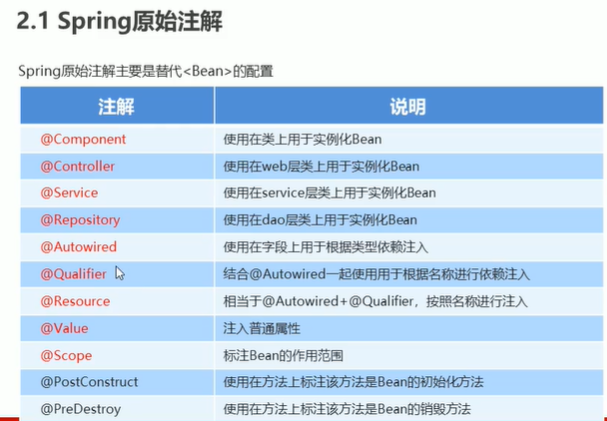 2.1 Spring原始注解
Spring原始注解主要是替代<Bean>的配置
注解 说明
@Component 使用在类上用于实例化Bean
@Controller 使用在web层类上用于实例化Bean
@Service 使用在service层类上用于实例化Bean
@Repository 使用在dao层类上用于实例化Bean
@Autowired 使用在字段上用于根据类型依赖注入
@Qualifier 结合@Autowired一起使用用于根据名称进行依赖注入
@Resource 相当于@Autowired+@Qualifier，按照名称进行注入
@Value 注入普通属性
@Scope 标注Bean的作用范围
@PostConstruct 使用在方法上标注该方法是Bean的初始化方法
@PreDestroy 使用在方法上标注该方法是Bean的销毁方法